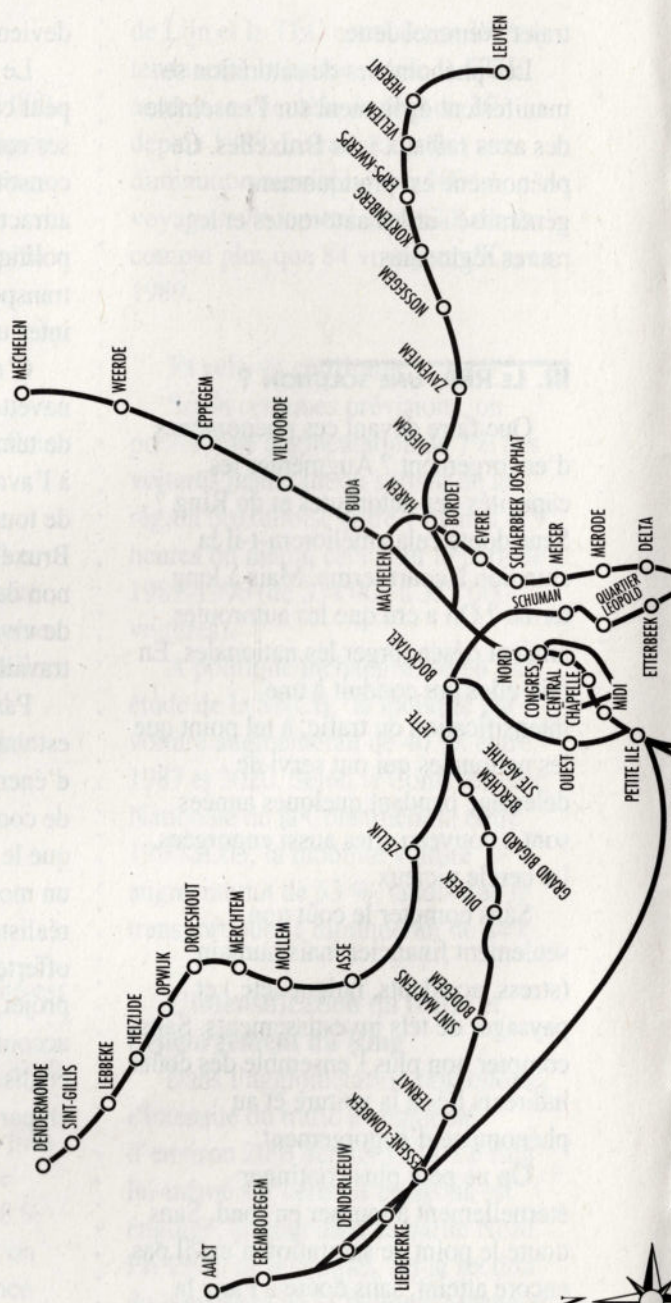 LEUVEN
HERENT
VELTEM
ERPS-KWERPS
KORTENBERG
NOSSEGEM
ZAVENTEM
DIEGEM
HAREN
BORDET
EVERE
SCHAERBEEK JOSAPHAT
MEISER
MERODE
DELTA
MECHELEN
WEERDE
EPPEGEM
VILVOORDE
BUDA
MACHELEN
SCHUMAN
QUARTIER
LEOPOLD
ETTERBEEK
BOCKSTAEL
NORD
CONGRES
CENTRAL
CHAPELLE
MIDI
JETTE
OUEST
PETITE ILE
BERCHEM
STE AGATHE
GRAND BIGARD
DILBEEK
SINT MARTENS
BODEGEM
TERNAT
ESSENE-LOMBEEK
ZELLIK
ASSE
MOLLEM
MERCHTEM
DROESHOUT
OPWIJK
HEIZIJDE
LEBBEKE
SINT-GILLIS
DENDERMONDE
LIEDEKERKE
DENDERLEEUW
EREMBODEGEM
AALST